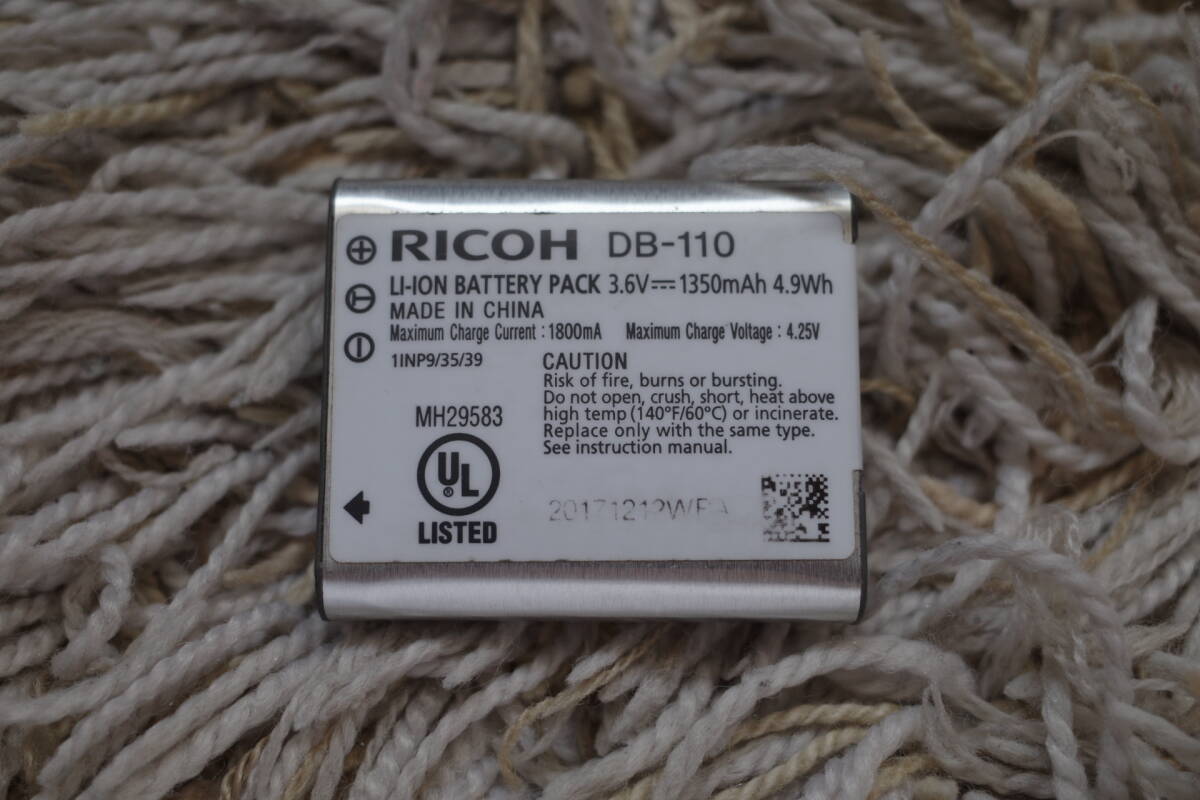 RICOH DB-110
LI-ION BATTERY PACK 3.6V⎓1350mAh 4.9Wh
MADE IN CHINA
Maximum Charge Current : 1800mA Maximum Charge Voltage : 4.25V
1INP9/35/39
CAUTION
Risk of fire, burns or bursting.
Do not open, crush, short, heat above
high temp (140°F/60°C) or incinerate.
Replace only with the same type.
See instruction manual.
MH29583
UL®
LISTED